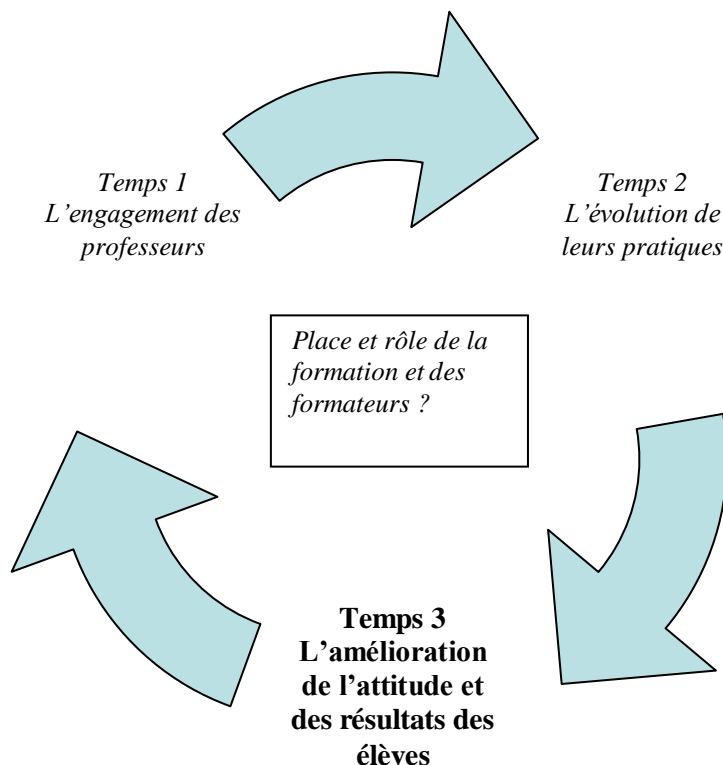 Temps 1
L’engagement des
professeurs
Temps 2
L’évolution de
leurs pratiques
Place et rôle de la
formation et des
formateurs ?
Temps 3
L’amélioration
de l’attitude et
des résultats des
élèves